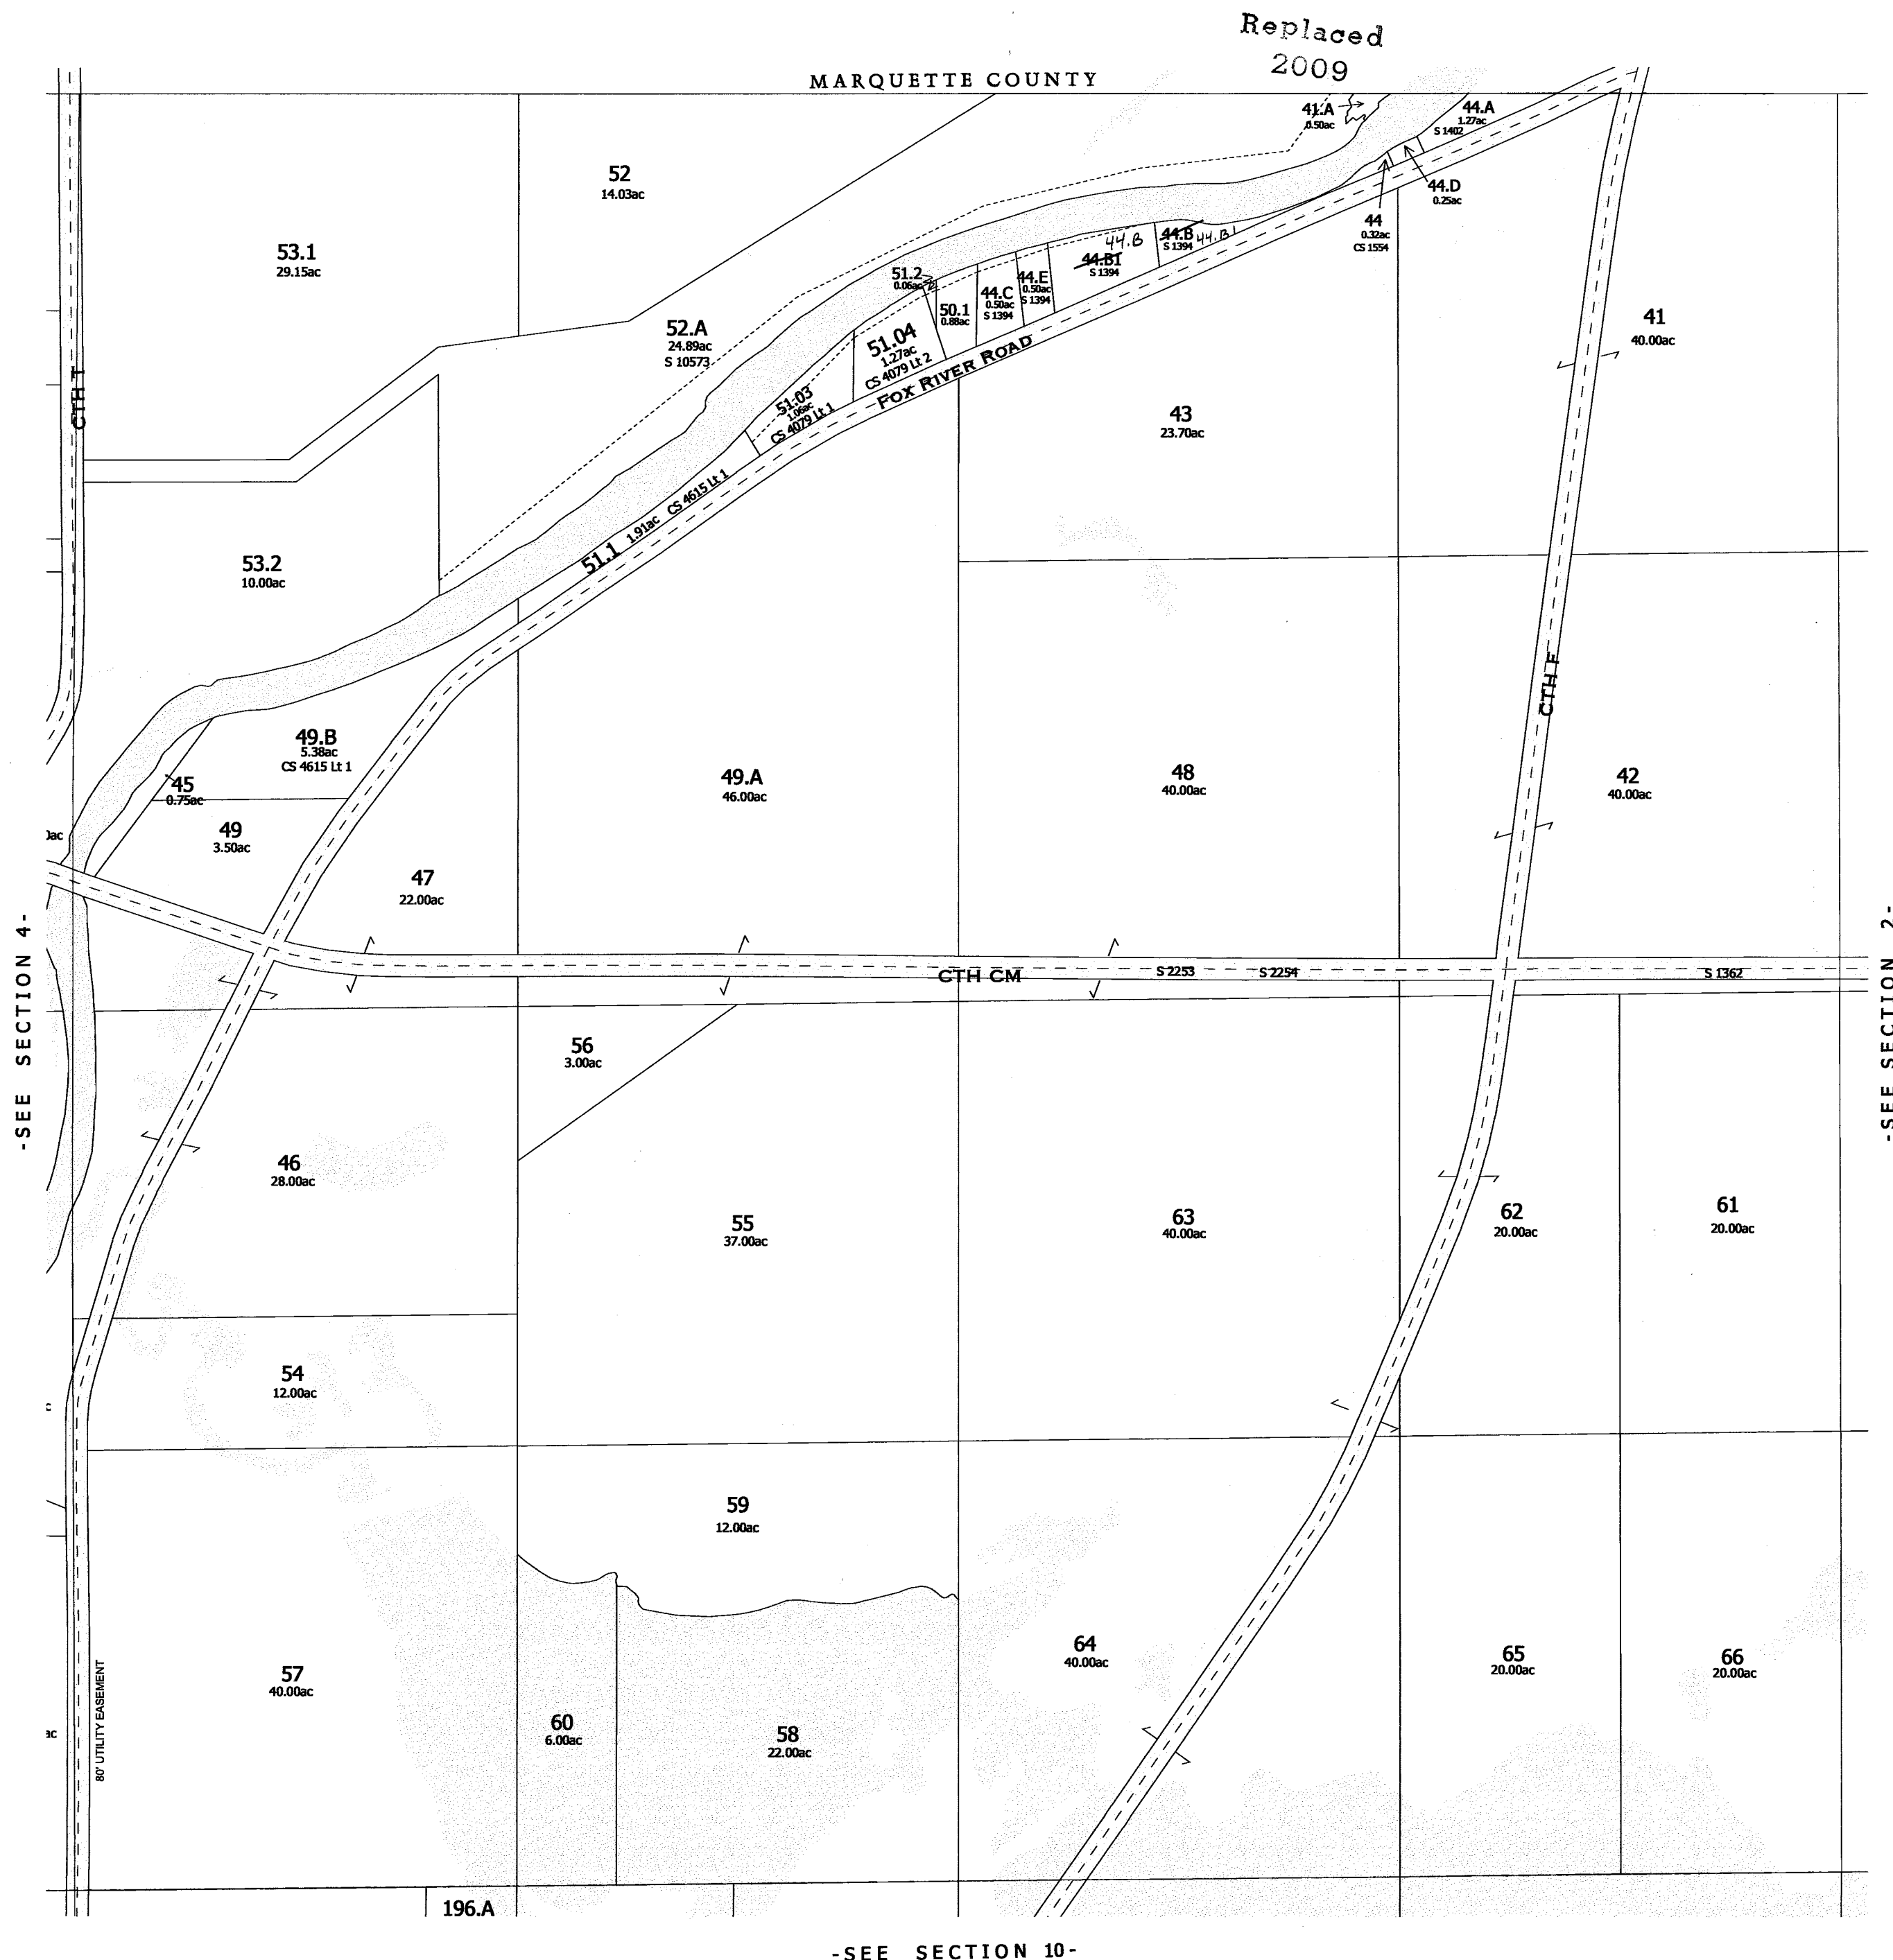 Replaced
2009
MARQUETTE COUNTY
41.A
0.50ac
44.A
1.27ac
S 1402
52
14.03ac
44.D
0.25ac
44
0.32ac
CS 1554
53.1
29.15ac
44.B
44.B1
S 1394
44.B
S 1394
44.B1
51.2
0.06ac
50.1
0.88ac
44.C
0.50ac
S 1394
44.E
0.50ac
S 1394
52.A
24.89ac
S 10573
51.04
1.27ac
CS 4079 Lt 2
41
40.00ac
FOX RIVER ROAD
CTH T
51.03
1.06ac
CS 4079 Lt 1
43
23.70ac
51.1 1.91ac CS 4615 Lt 1
53.2
10.00ac
CTH F
49.B
5.38ac
CS 4615 Lt 1
45
0.75ac
49.A
46.00ac
48
40.00ac
42
40.00ac
49
3.50ac
47
22.00ac
-SEE SECTION 4-
-SEE SECTION 2-
CTH CM
S 2253
S 2254
S 1362
56
3.00ac
46
28.00ac
55
37.00ac
63
40.00ac
62
20.00ac
61
20.00ac
54
12.00ac
59
12.00ac
57
40.00ac
80' UTILITY EASEMENT
60
6.00ac
58
22.00ac
64
40.00ac
65
20.00ac
66
20.00ac
196.A
-SEE SECTION 10-